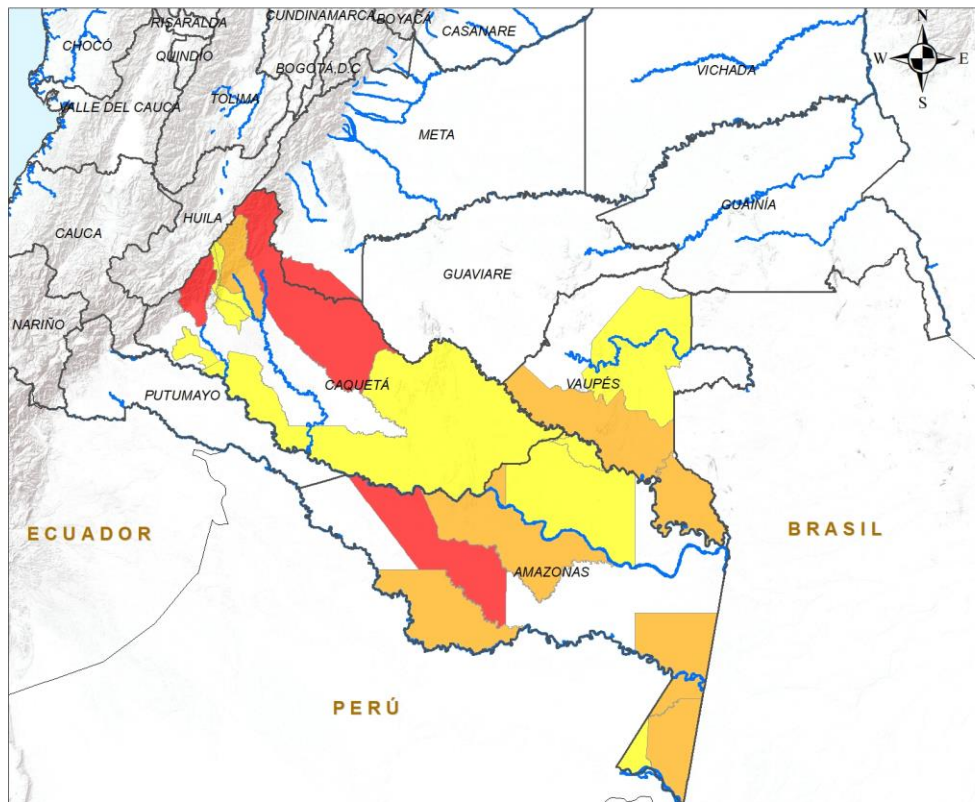 CUNDINAMARCA
BOYACÁ
RISARALDA
CASANARE
N
CHOCÓ
QUINDIO
BOGOTÁ,D.C
W
E
VICHADA
S
VALLE DEL CAUCA
TOLIMA
META
GUAINÍA
HUILA
CAUCA
GUAVIARE
NARIÑO
CAQUETÁ
VAUPÉS
PUTUMAYO
ECUADOR
BRASIL
AMAZONAS
PERÚ